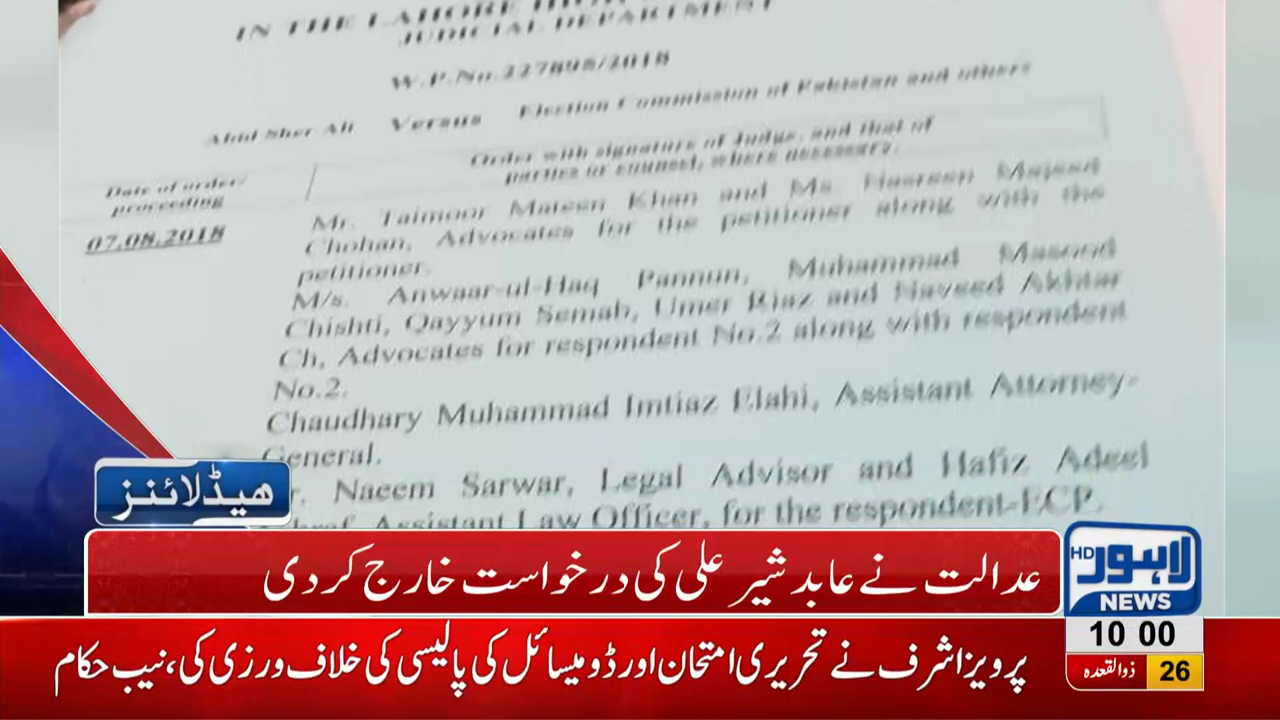 IN THE LAHORE HIGH
JUDICIAL DEPARTMENT
W.P.No.227895/2018
Abid Sher Ali Versus Election Commission of Pakistan and others
Date of order/
proceeding
Order with signature of Judge, and that of
parties or counsel, where necessary.
07.08.2018
Mr. Taimoor Mateen Khan and Ms. Nasreen Majeed
Chohan, Advocates for the petitioner along with the
petitioner.
M/s. Anwaar-ul-Haq Pannun, Muhammad Masood
Chishti, Qayyum Semab, Umer Riaz and Naveed Akhtar
Ch, Advocates for respondent No.2 along with respondent
No.2.
Chaudhary Muhammad Imtiaz Elahi, Assistant Attorney-
General.
Naeem Sarwar, Legal Advisor and Hafiz Adeel
Assistant Law Officer, for the respondent-ECP.
ھیڈلائنز
عدالت نے عابد شیر علی کی درخواست خارج کر دی
HD لاہور
NEWS
10 00
26 ذوالقعدہ
پرویز اشرف نے تحریری امتحان اور ڈومیسائل کی پالیسی کی خلاف ورزی کی، نیب حکام